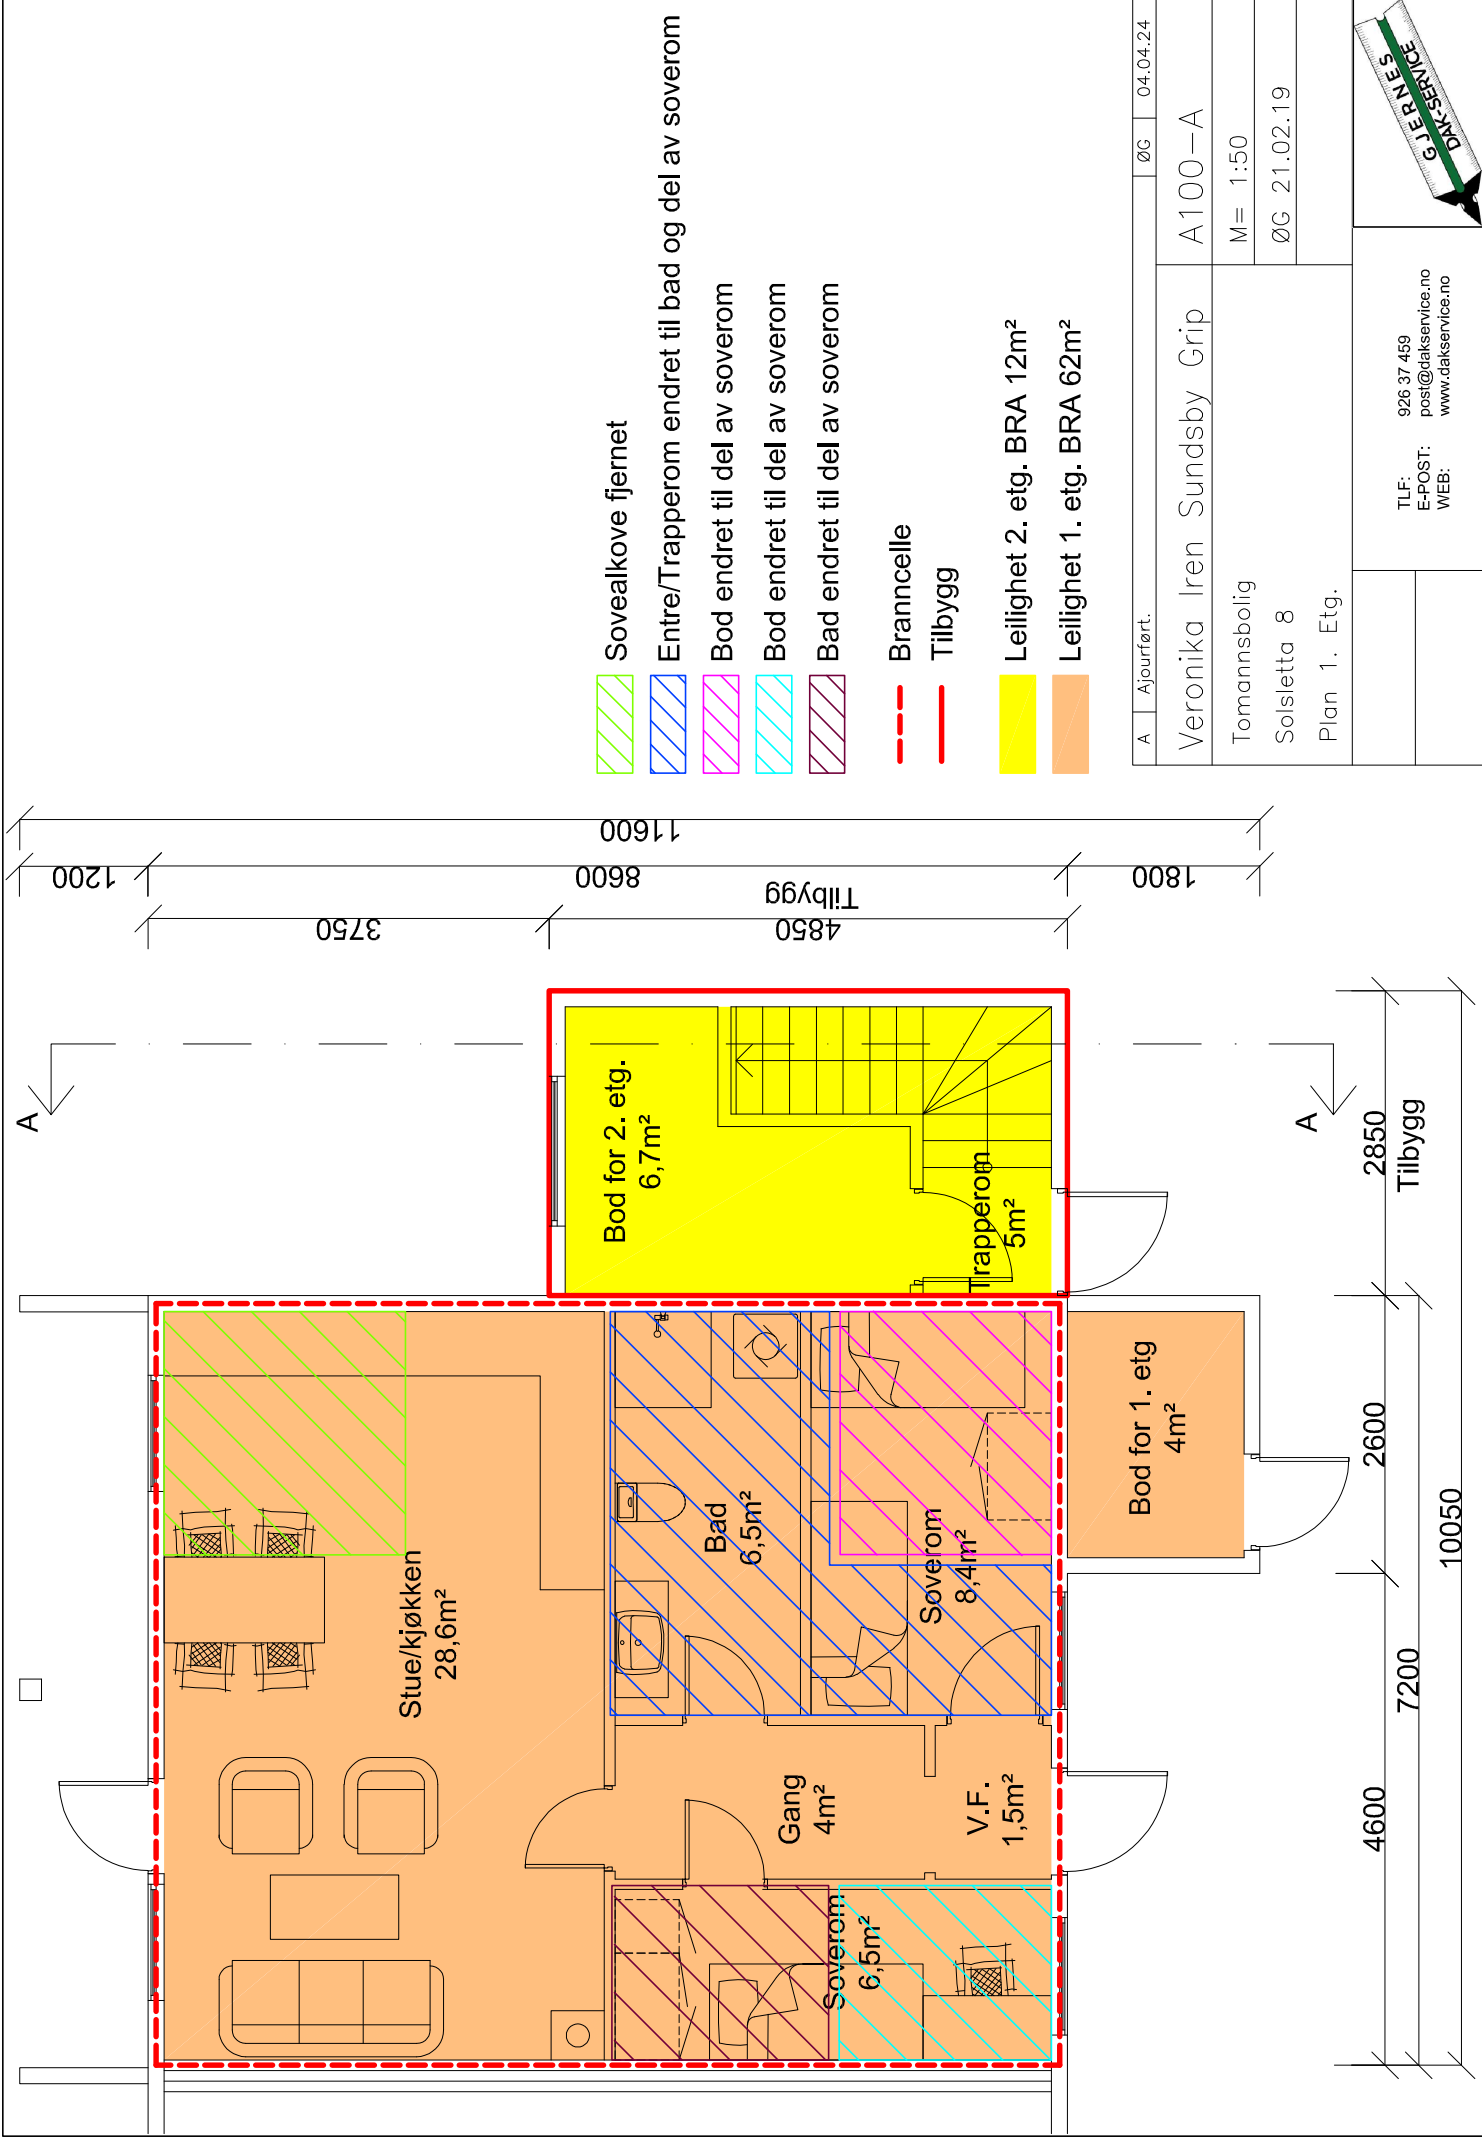 Sovealkove fjernet
Entre/Trapperom endret til bad og del av soverom
Bod endret til del av soverom
Bod endret til del av soverom
Bad endret til del av soverom
Branncelle
Tilbygg
Leilighet 2. etg. BRA 12m²
Leilighet 1. etg. BRA 62m²
A Ajourført. ØG 04.04.24
Veronika Iren Sundsby Grip A100-A
Tomannsbolig M= 1:50
Solsletta 8 ØG 21.02.19
Plan 1. Etg.
TLF: 926 37 459
E-POST: post@dakservice.no
WEB: www.dakservice.no
GJERNES
DAK-SERVICE
11600
1200
8600
1800
Tilbygg
3750
4850
A
A
Bod for 2. etg.
6,7m²
Trapperom
5m²
Stue/kjøkken
28,6m²
Bad
6,5m²
Soverom
8,4m²
Bod for 1. etg
4m²
Gang
4m²
V.F.
1,5m²
Soverom
6,5m²
4600
2600
2850
Tilbygg
7200
10050